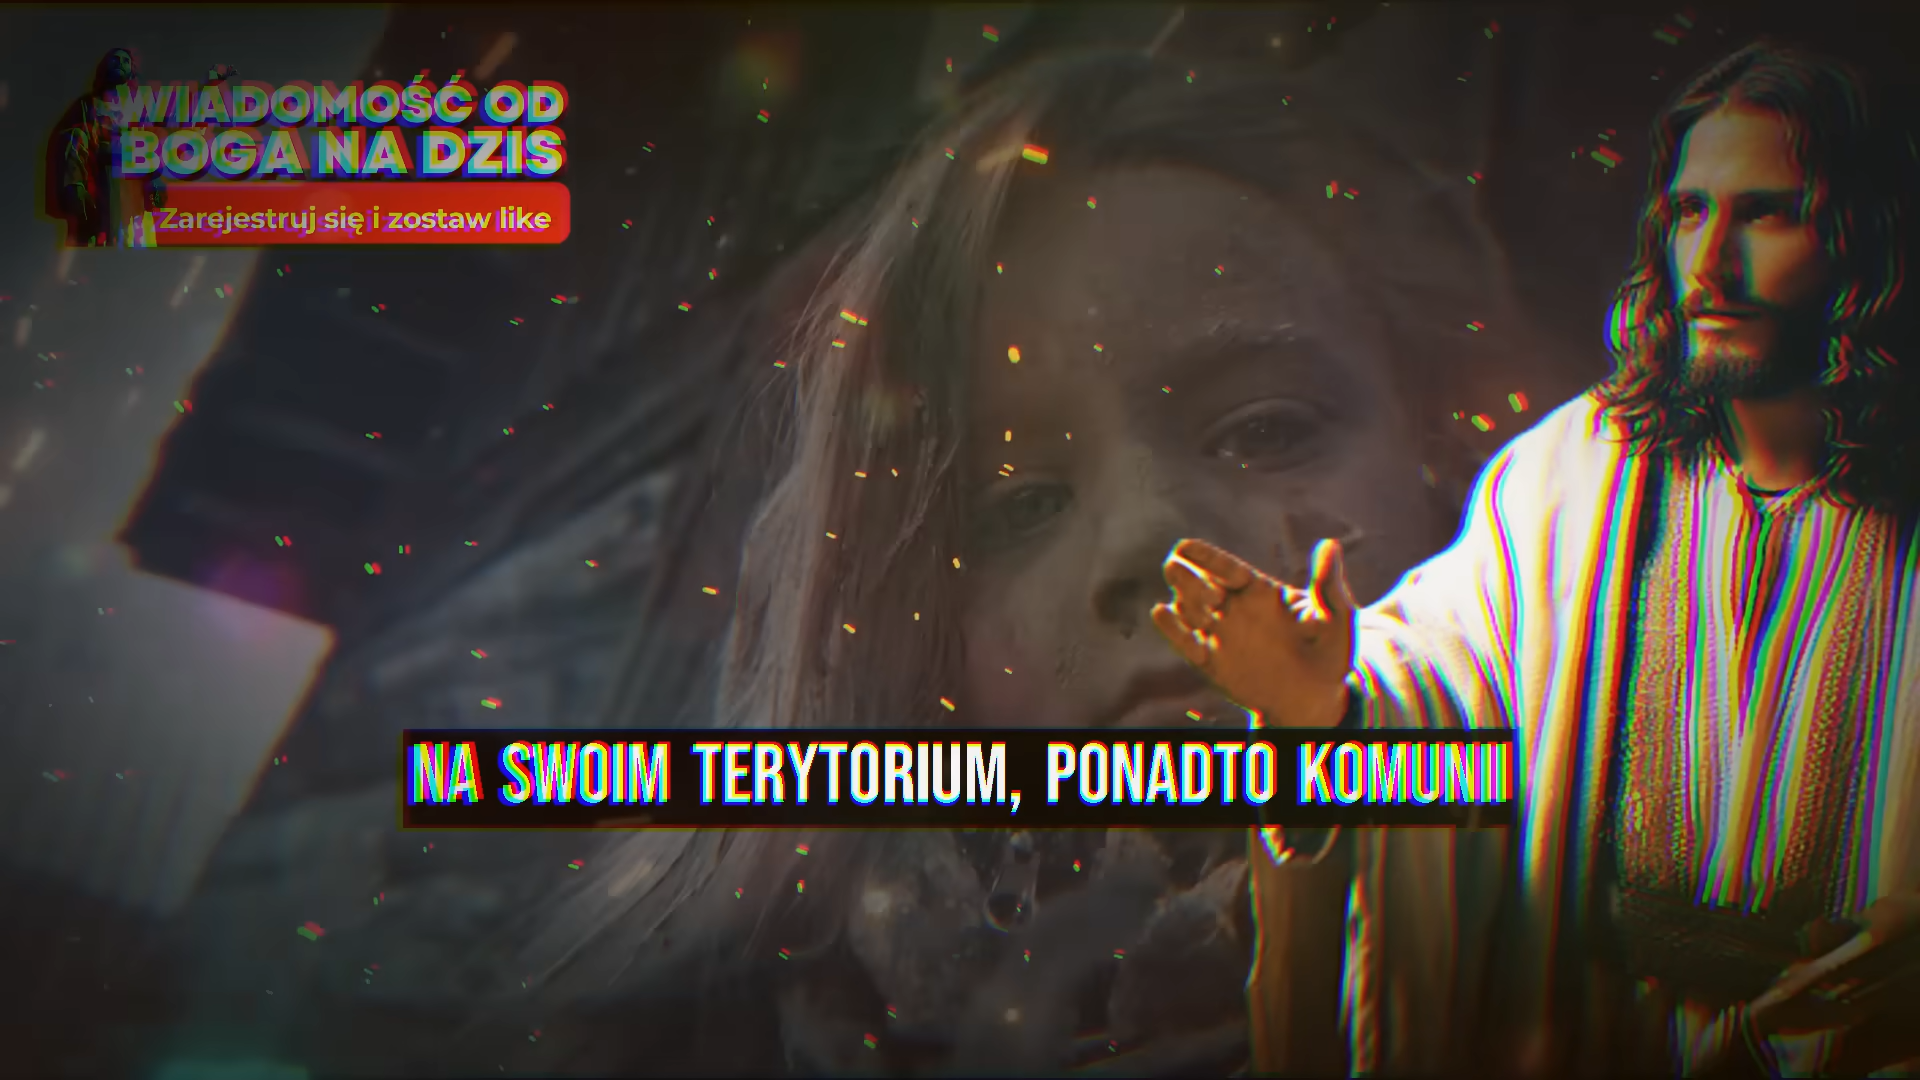 WIADOMOŚĆ OD
BOGA NA DZIS
Zarejestruj się i zostaw like
NA SWOIM TERYTORIUM, PONADTO KOMUNII